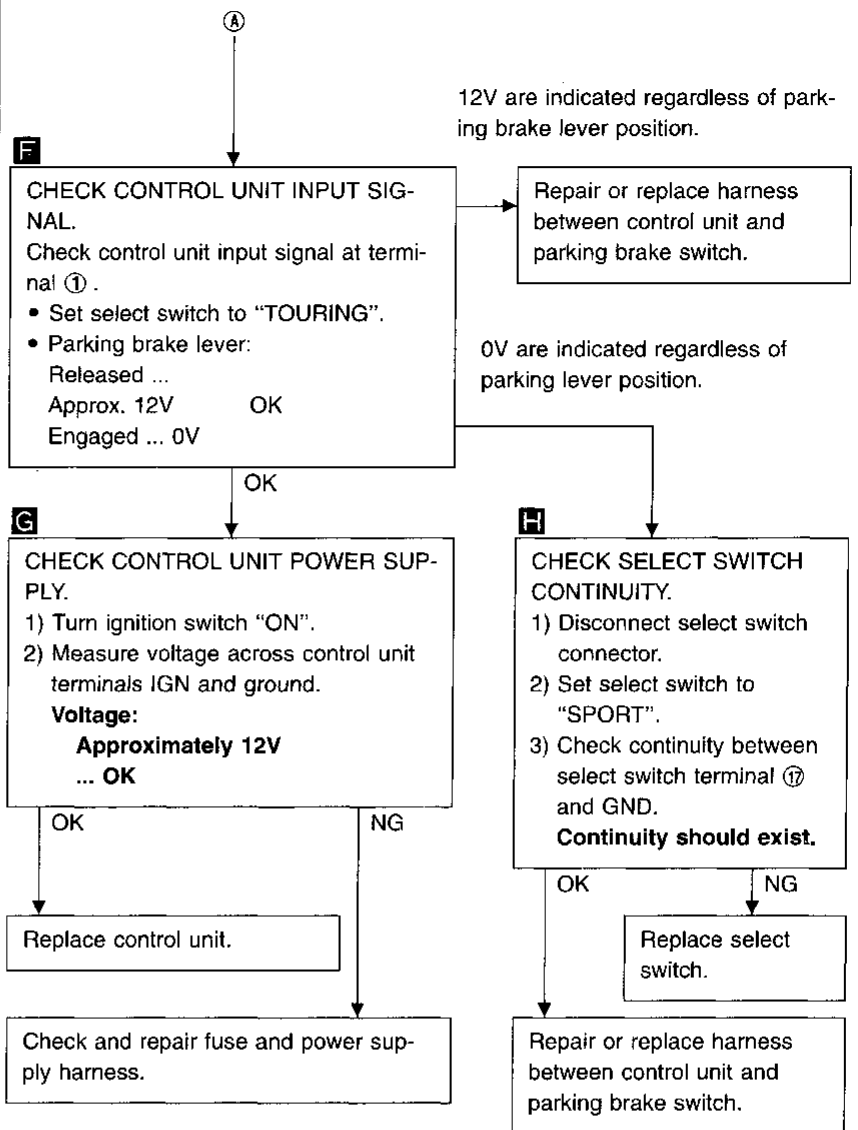 Ⓐ
12V are indicated regardless of park-
ing brake lever position.
F
CHECK CONTROL UNIT INPUT SIG-
NAL.
Check control unit input signal at termi-
nal ① .
• Set select switch to “TOURING”.
• Parking brake lever:
Released ...
Approx. 12V OK
Engaged ... 0V
Repair or replace harness
between control unit and
parking brake switch.
0V are indicated regardless of
parking lever position.
OK
G
CHECK CONTROL UNIT POWER SUP-
PLY.
1) Turn ignition switch “ON”.
2) Measure voltage across control unit
terminals IGN and ground.
Voltage:
Approximately 12V
... OK
H
CHECK SELECT SWITCH
CONTINUITY.
1) Disconnect select switch
connector.
2) Set select switch to
“SPORT”.
3) Check continuity between
select switch terminal ⑰
and GND.
Continuity should exist.
OK
NG
OK
NG
Replace control unit.
Replace select
switch.
Check and repair fuse and power sup-
ply harness.
Repair or replace harness
between control unit and
parking brake switch.